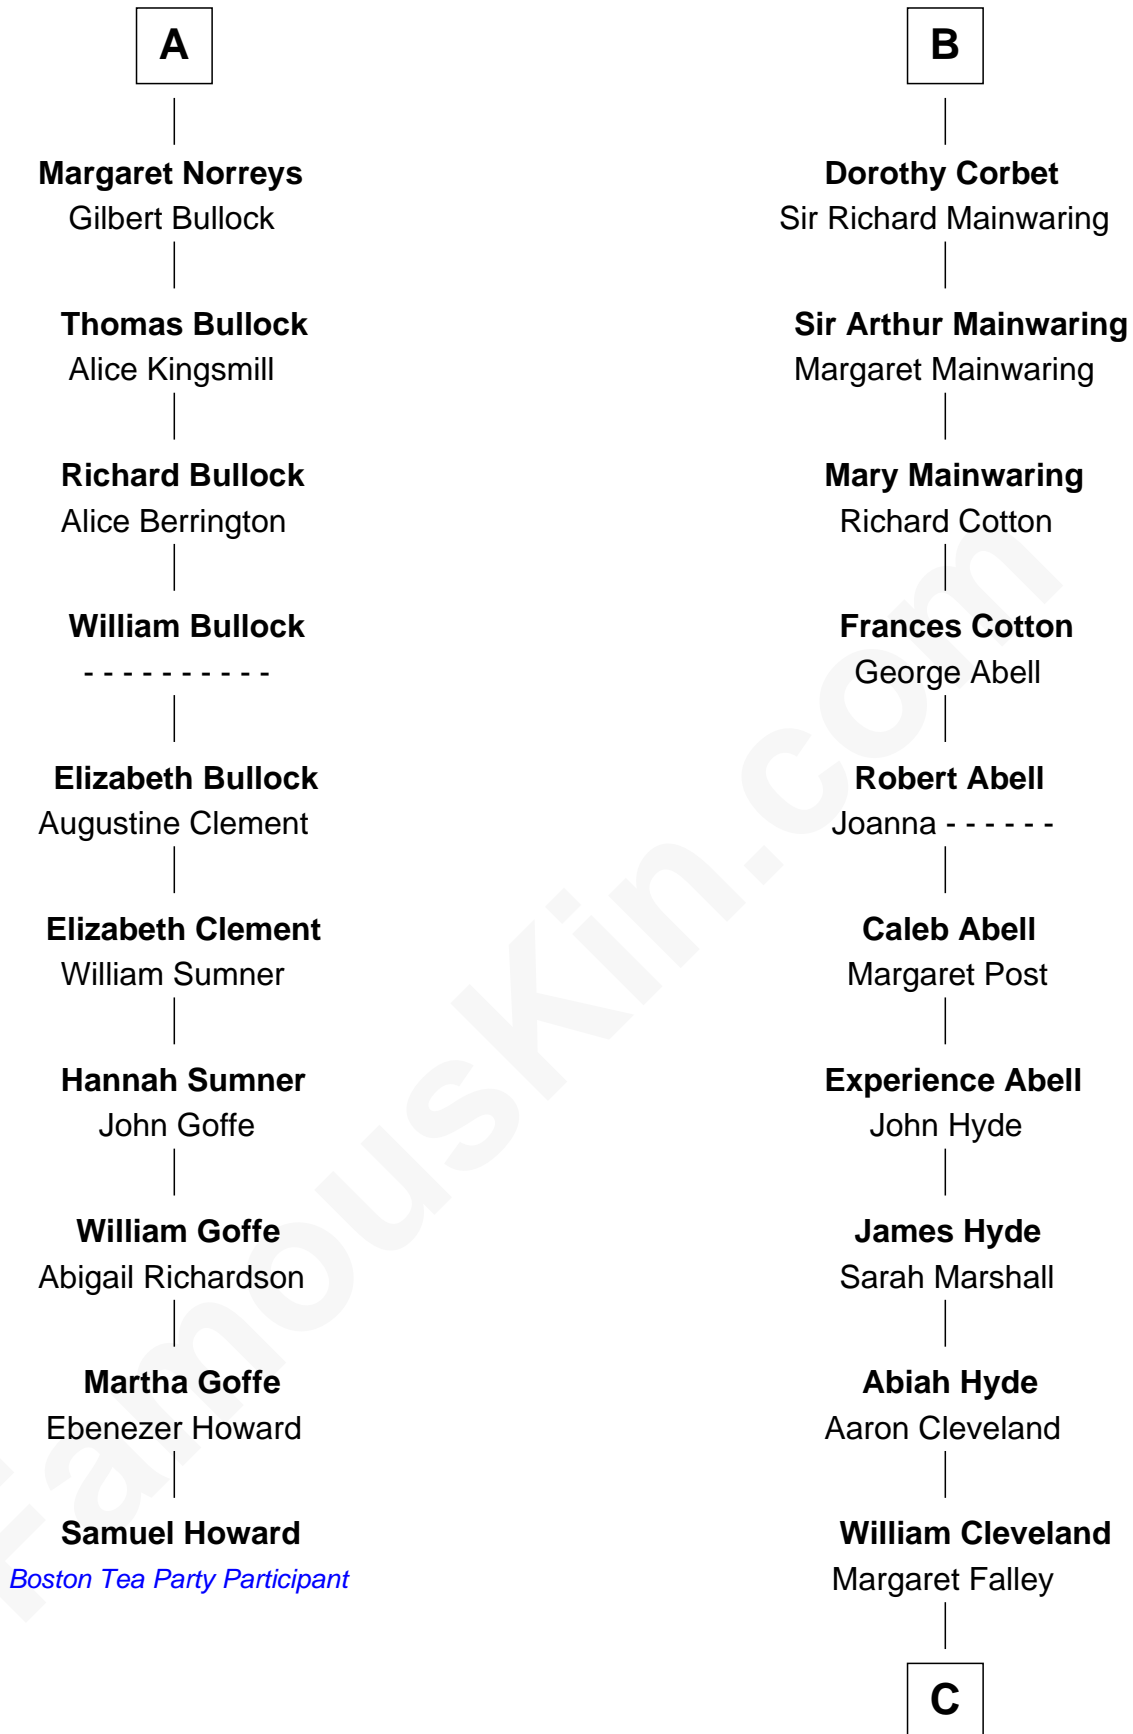 A
Margaret Norreys
Gilbert Bullock
Thomas Bullock
Alice Kingsmill
Richard Bullock
Alice Berrington
William Bullock
- - - - - - - - - -
Elizabeth Bullock
Augustine Clement
Elizabeth Clement
William Sumner
Hannah Sumner
John Goffe
William Goffe
Abigail Richardson
Martha Goffe
Ebenezer Howard
Samuel Howard
Boston Tea Party Participant
B
Dorothy Corbet
Sir Richard Mainwaring
Sir Arthur Mainwaring
Margaret Mainwaring
Mary Mainwaring
Richard Cotton
Frances Cotton
George Abell
Robert Abell
Joanna - - - - - -
Caleb Abell
Margaret Post
Experience Abell
John Hyde
James Hyde
Sarah Marshall
Abiah Hyde
Aaron Cleveland
William Cleveland
Margaret Falley
C
FamousKin.com